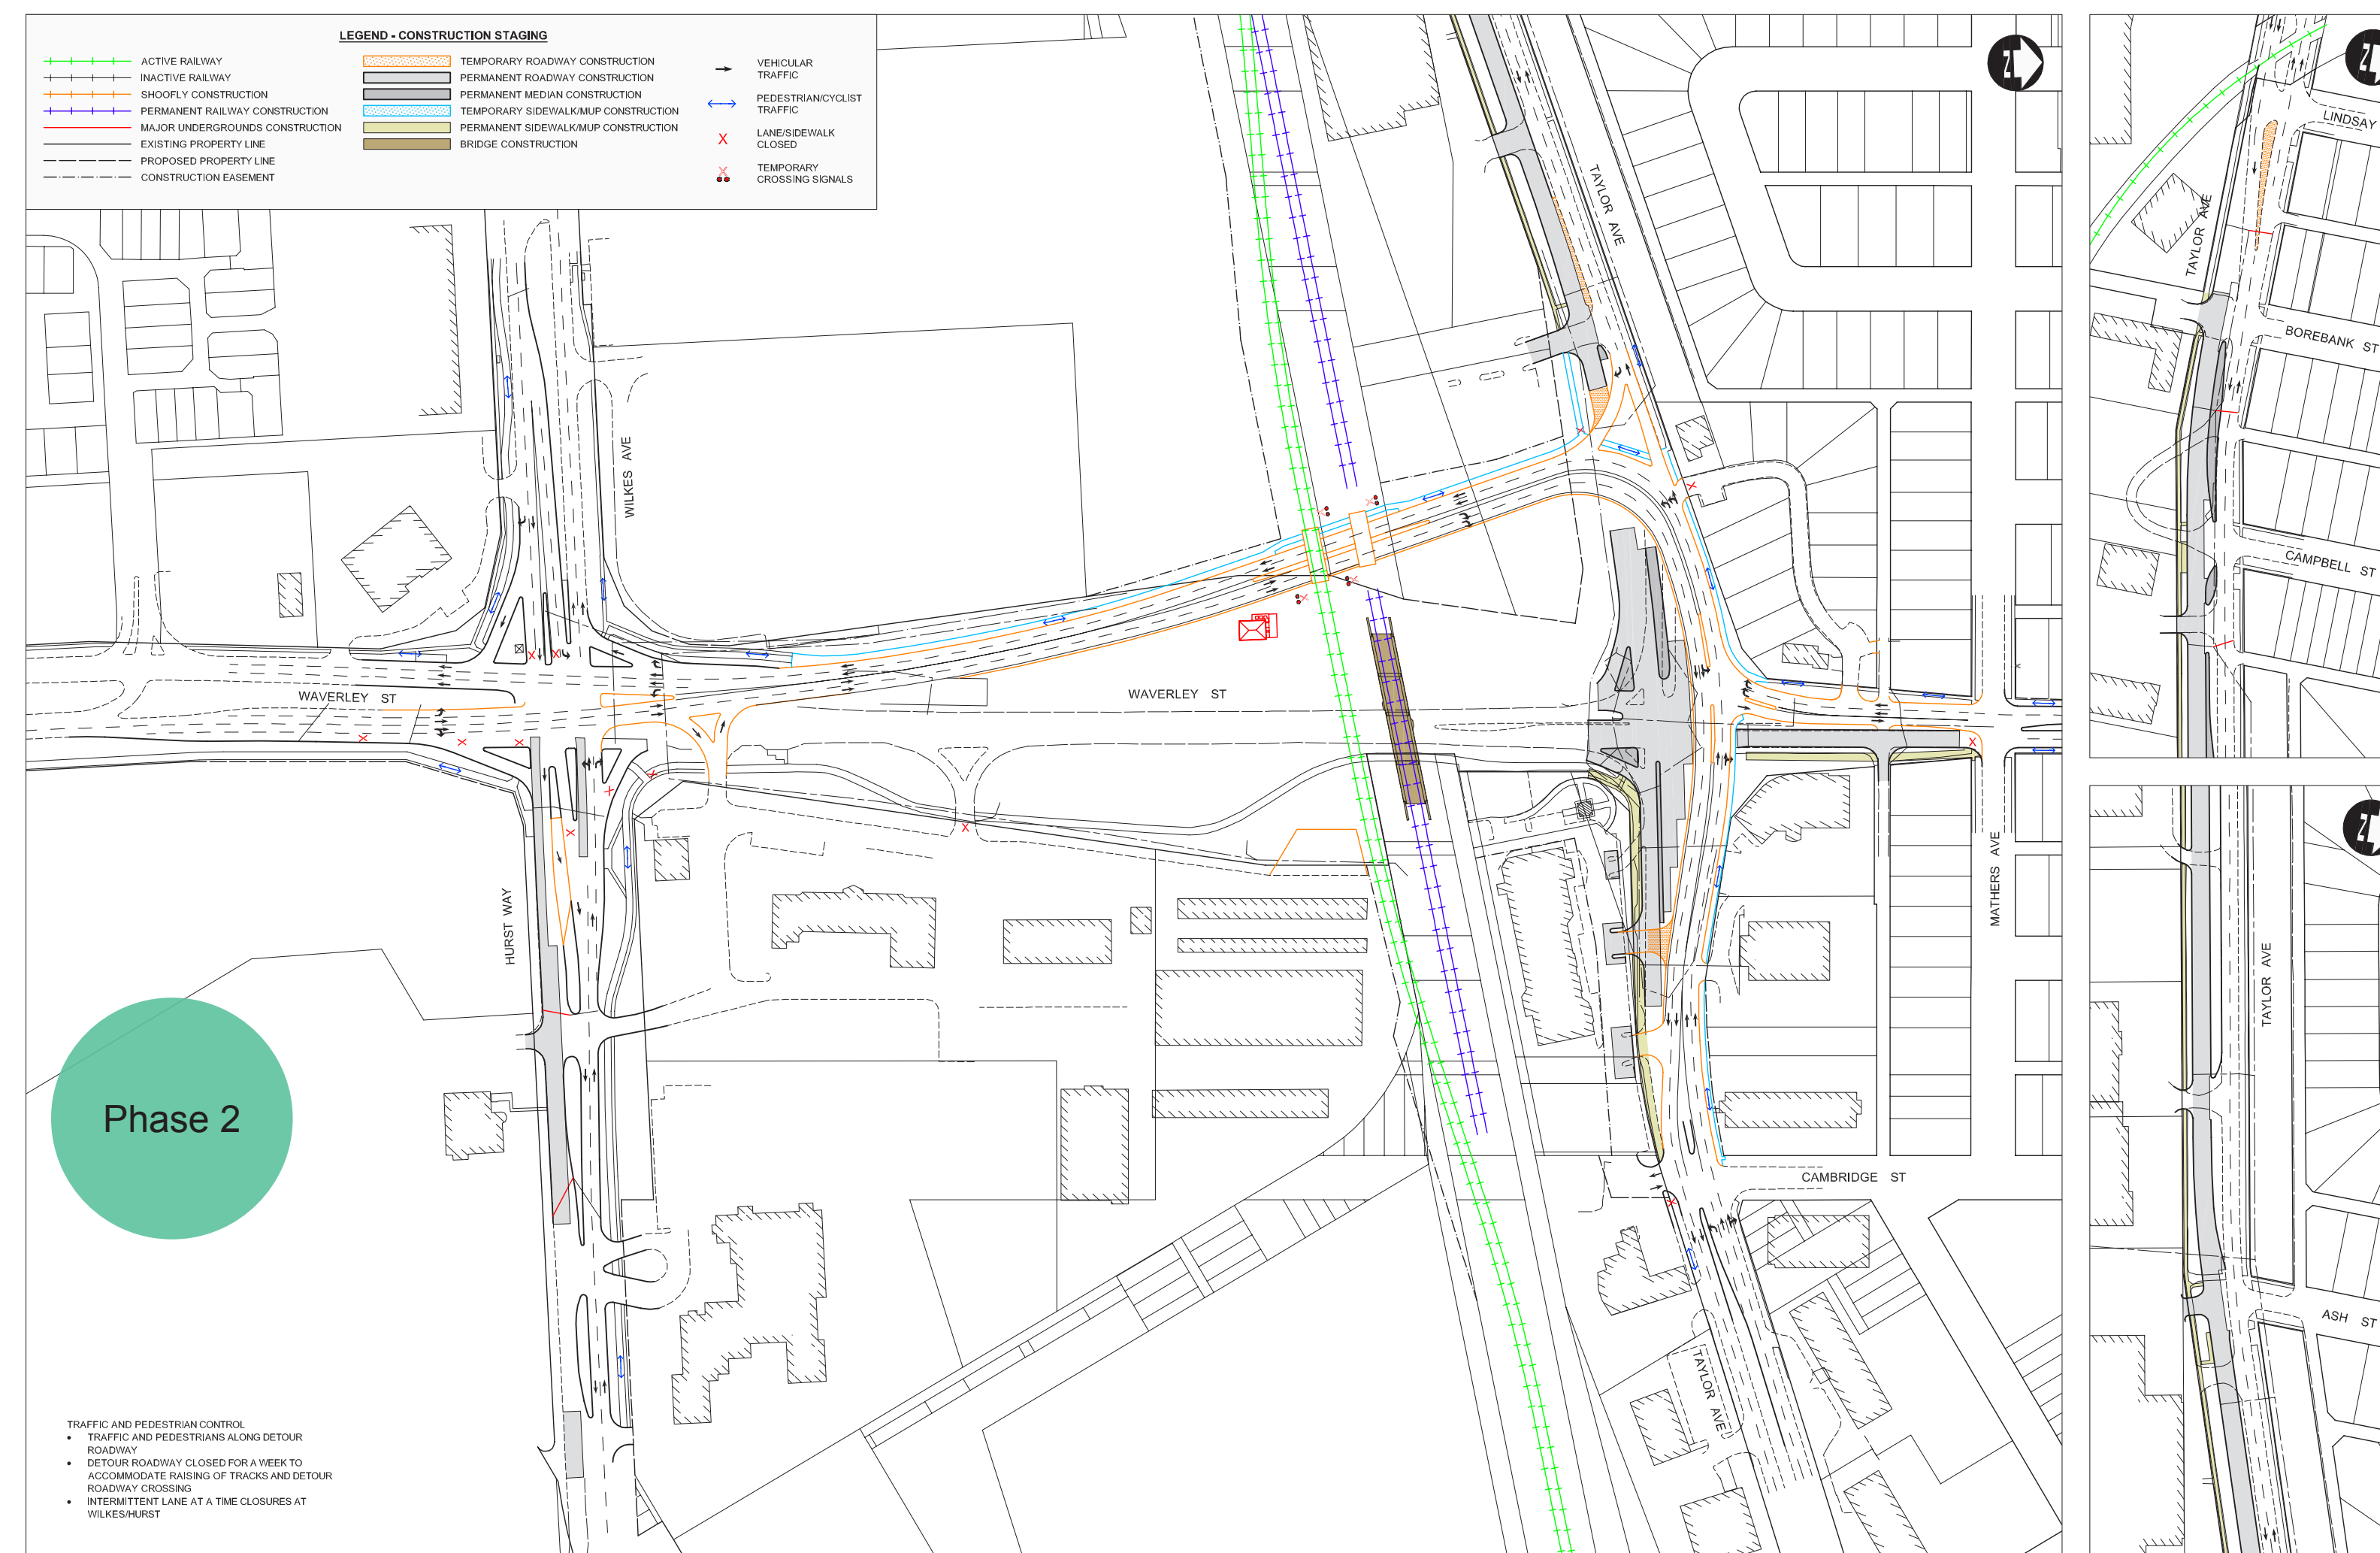 LEGEND - CONSTRUCTION STAGING
ACTIVE RAILWAY
INACTIVE RAILWAY
SHOOFLY CONSTRUCTION
PERMANENT RAILWAY CONSTRUCTION
MAJOR UNDERGROUNDS CONSTRUCTION
EXISTING PROPERTY LINE
PROPOSED PROPERTY LINE
CONSTRUCTION EASEMENT
TEMPORARY ROADWAY CONSTRUCTION
PERMANENT ROADWAY CONSTRUCTION
PERMANENT MEDIAN CONSTRUCTION
TEMPORARY SIDEWALK/MUP CONSTRUCTION
PERMANENT SIDEWALK/MUP CONSTRUCTION
BRIDGE CONSTRUCTION
VEHICULAR
TRAFFIC
PEDESTRIAN/CYCLIST
TRAFFIC
LANE/SIDEWALK
CLOSED
TEMPORARY
CROSSING SIGNALS
TAYLOR AVE
WILKES AVE
WAVERLEY ST
WAVERLEY ST
HURST WAY
MATHERS AVE
CAMBRIDGE ST
TAYLOR AVE
Phase 2
TRAFFIC AND PEDESTRIAN CONTROL
• TRAFFIC AND PEDESTRIANS ALONG DETOUR
ROADWAY
• DETOUR ROADWAY CLOSED FOR A WEEK TO
ACCOMMODATE RAISING OF TRACKS AND DETOUR
ROADWAY CROSSING
• INTERMITTENT LANE AT A TIME CLOSURES AT
WILKES/HURST
LINDSAY
TAYLOR AVE
BOREBANK ST
CAMPBELL ST
TAYLOR AVE
ASH ST